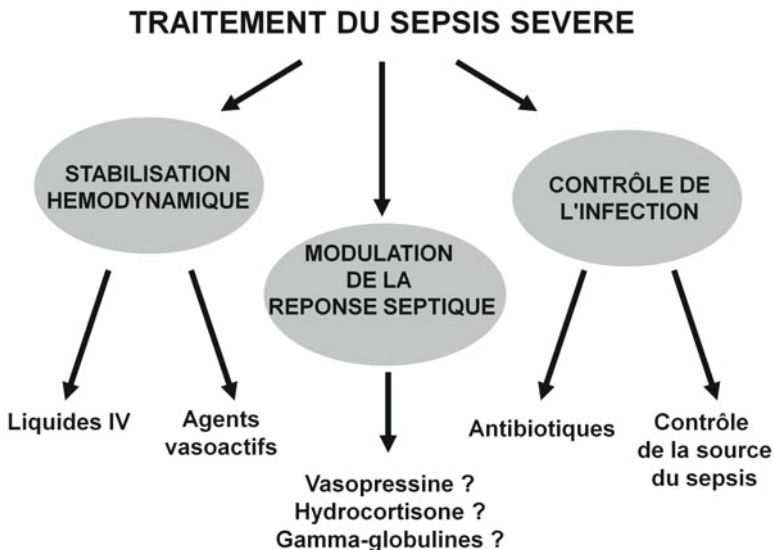 TRAITEMENT DU SEPSIS SEVERE
STABILISATION
HEMODYNAMIQUE
MODULATION
DE LA
REPONSE SEPTIQUE
CONTRÔLE DE
L'INFECTION
Liquides IV
Agents
vasoactifs
Vasopressine ?
Hydrocortisone ?
Gamma-globulines ?
Antibiotiques
Contrôle
de la source
du sepsis